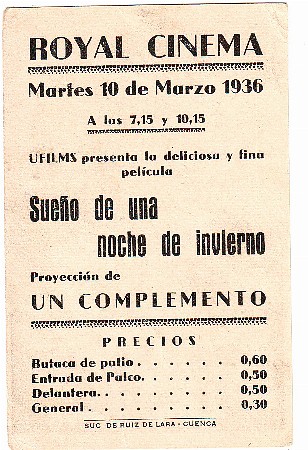 ROYAL CINEMA
Martes 10 de Marzo 1936
A las 7,15 y 10,15
UFILMS presenta la deliciosa y fina
película
Sueño de una
noche de invierno
Proyección de
UN COMPLEMENTO
PRECIOS
Butaca de patio . . . . . . 0,60
Entrada de Palco. . . . . . 0,50
Delantera. . . . . . . 0,50
General . . . . . . . 0,30
SUC. DE RUIZ DE LARA - CUENCA